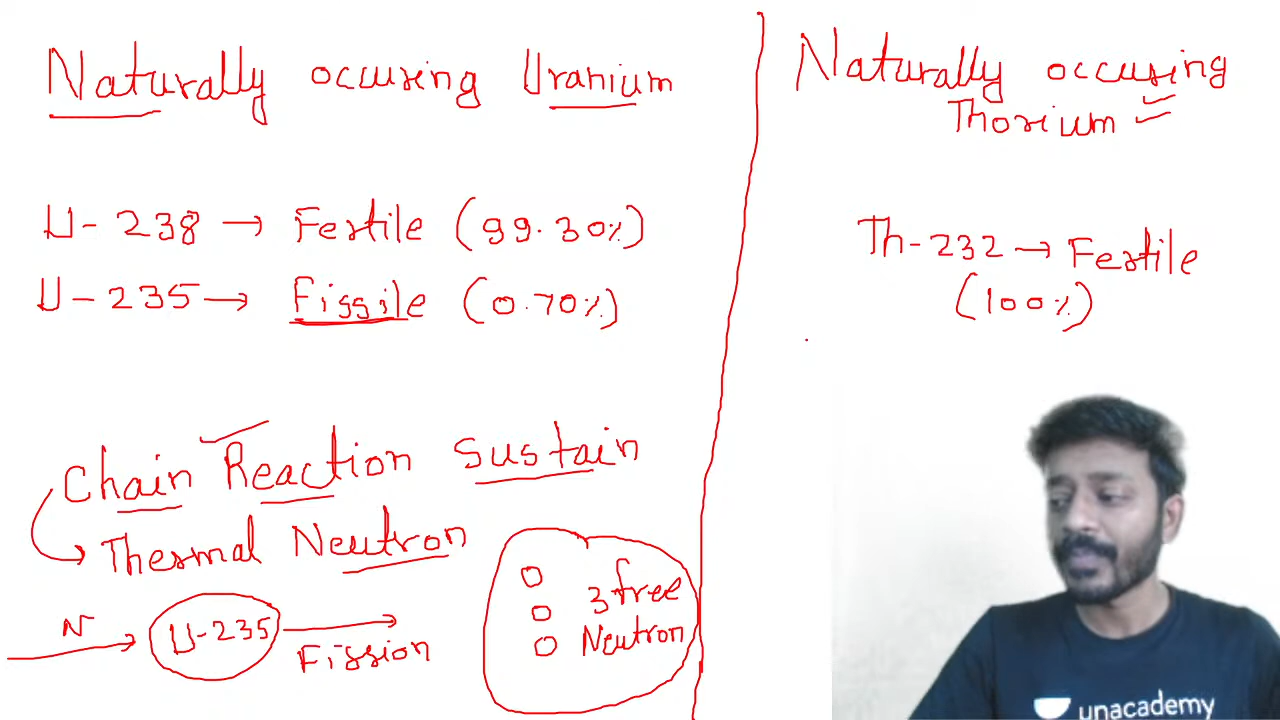 Naturally occuring Uranium
U- 238 → Fertile (99.30%)
U- 235 → Fissile (0.70%)
Chain Reaction Sustain
Thermal Neutron
N → U-235 → Fission
3 free
Neutron
Naturally occuring
Thorium
Th-232 → Fertile
(100%)
unacademy